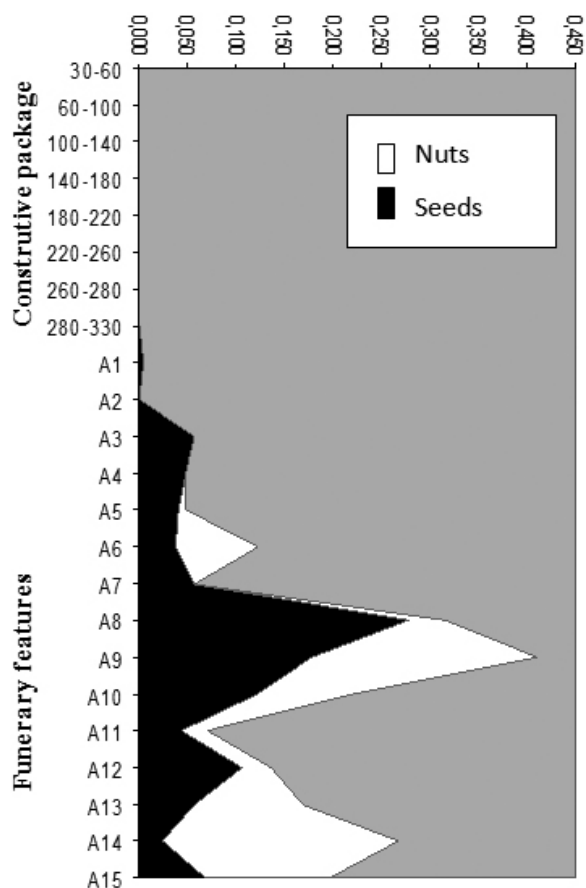 0,000
0,050
0,100
0,150
0,200
0,250
0,300
0,350
0,400
0,450
Construtive package
30-60
60-100
100-140
140-180
180-220
220-260
260-280
280-330
Nuts
Seeds
Funerary features
A1
A2
A3
A4
A5
A6
A7
A8
A9
A10
A11
A12
A13
A14
A15